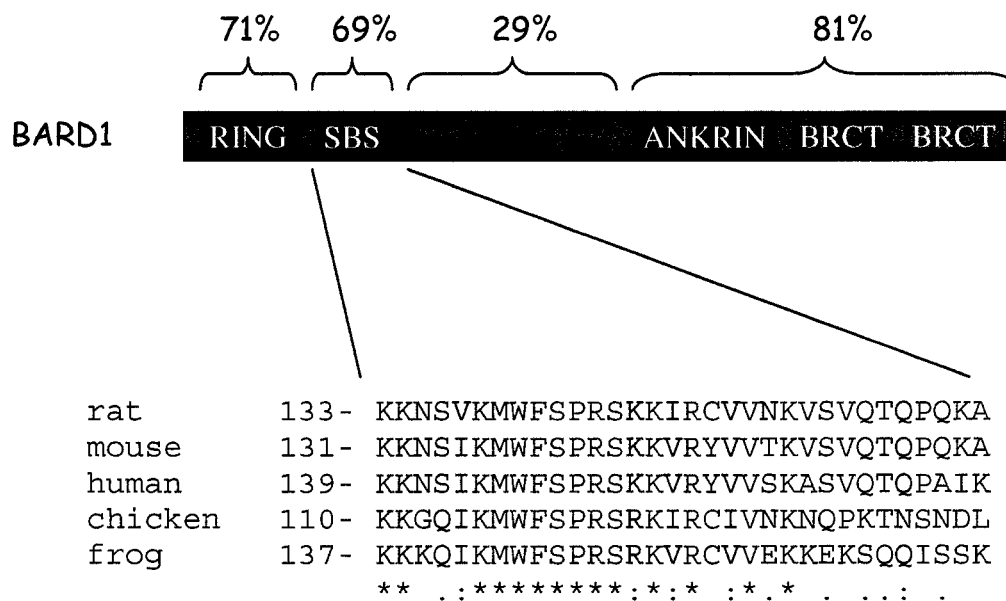 71% 69% 29% 81%
BARD1 RING SBS ANKRIN BRCT BRCT
rat 133- KKNSVKMWFSPRSKKIRCVVNKVSVQTQPQKA
mouse 131- KKNSIKMWFSPRSKKVRYVVTKVSVQTQPQKA
human 139- KKNSIKMWFSPRSKKVRYVVSKASVQTQPAIK
chicken 110- KKGQIKMWFSPRSRKIRCIVNKNQPKTNSNDL
frog 137- KKKQIKMWFSPRSRKVRCVVEKKEKSQQISSK
** .:********:*:* :*.* . ..: .